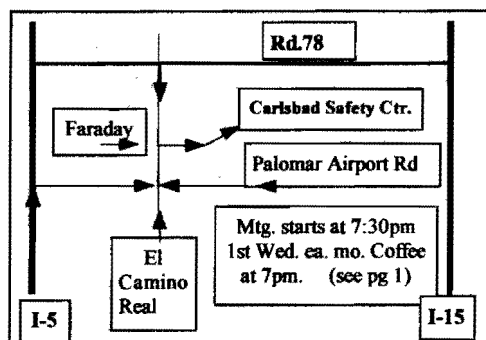 Rd.78
Carlsbad Safety Ctr.
Faraday
Palomar Airport Rd
Mtg. starts at 7:30pm
1st Wed. ea. mo. Coffee
at 7pm. (see pg 1)
El
Camino
Real
I-5
I-15